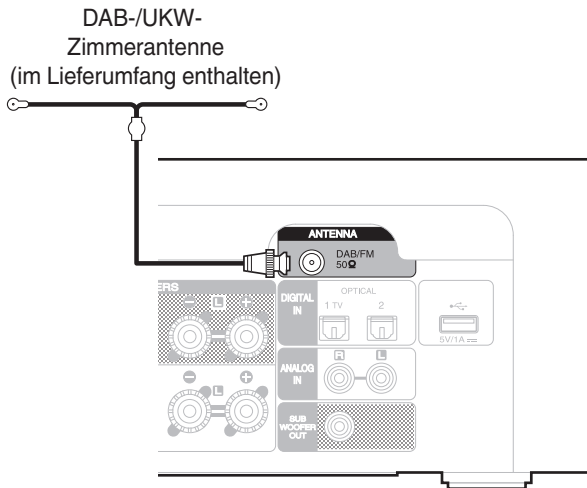 DAB-/UKW-
Zimmerantenne
(im Lieferumfang enthalten)
ANTENNA
DAB/FM
50Ω
ERS
L
DIGITAL
IN
OPTICAL
1 TV
2
5V/1A
ANALOG
IN
R
L
L
SUB
WOOFER
OUT